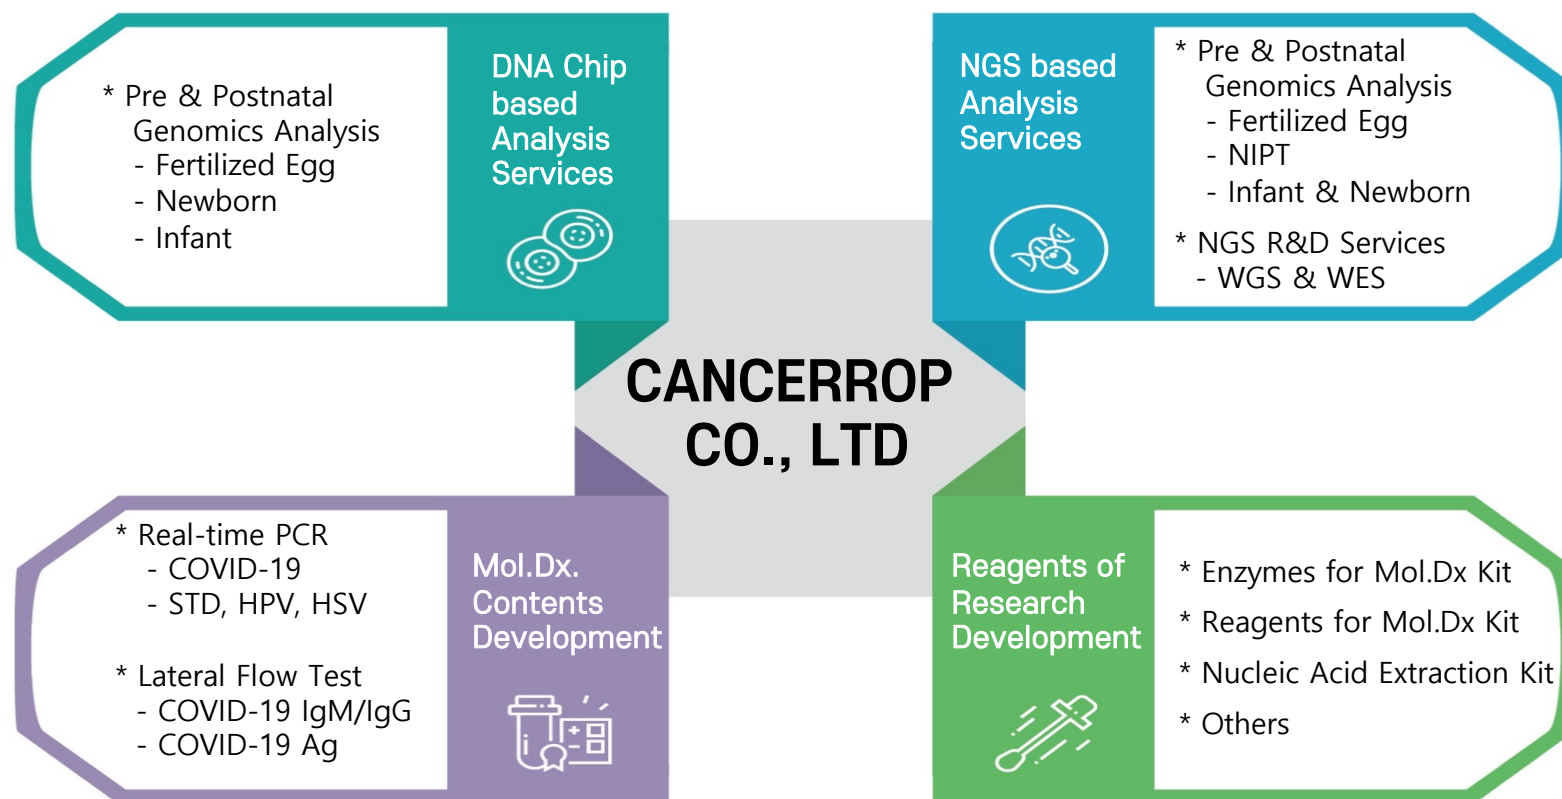 * Pre & Postnatal
Genomics Analysis
- Fertilized Egg
- Newborn
- Infant
DNA Chip
based
Analysis
Services
NGS based
Analysis
Services
* Pre & Postnatal
Genomics Analysis
- Fertilized Egg
- NIPT
- Infant & Newborn
* NGS R&D Services
- WGS & WES
CANCERROP
CO., LTD
* Real-time PCR
- COVID-19
- STD, HPV, HSV
* Lateral Flow Test
- COVID-19 IgM/IgG
- COVID-19 Ag
Mol.Dx.
Contents
Development
Reagents of
Research
Development
* Enzymes for Mol.Dx Kit
* Reagents for Mol.Dx Kit
* Nucleic Acid Extraction Kit
* Others